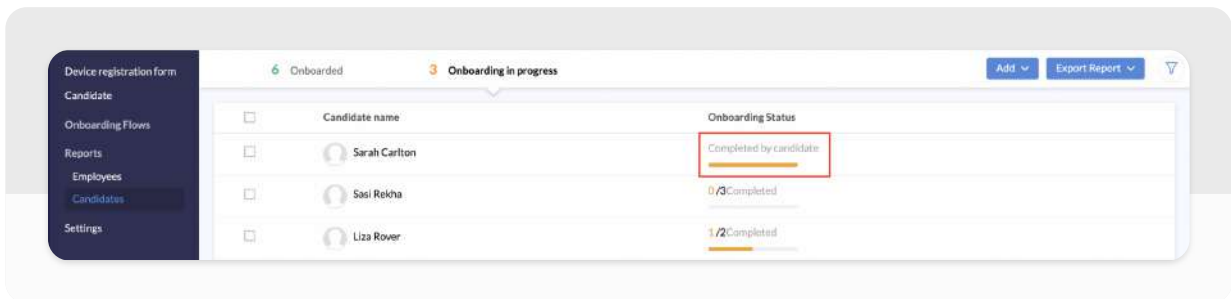 Device registration form
Candidate
Onboarding Flows
Reports
Employees
Candidates
Settings
6 Onboarded
3 Onboarding in progress
Add
Export Report
Candidate name
Onboarding Status
Sarah Carlton
Completed by candidate
Sasi Rekha
0 /3Completed
Liza Rover
1 /2Completed